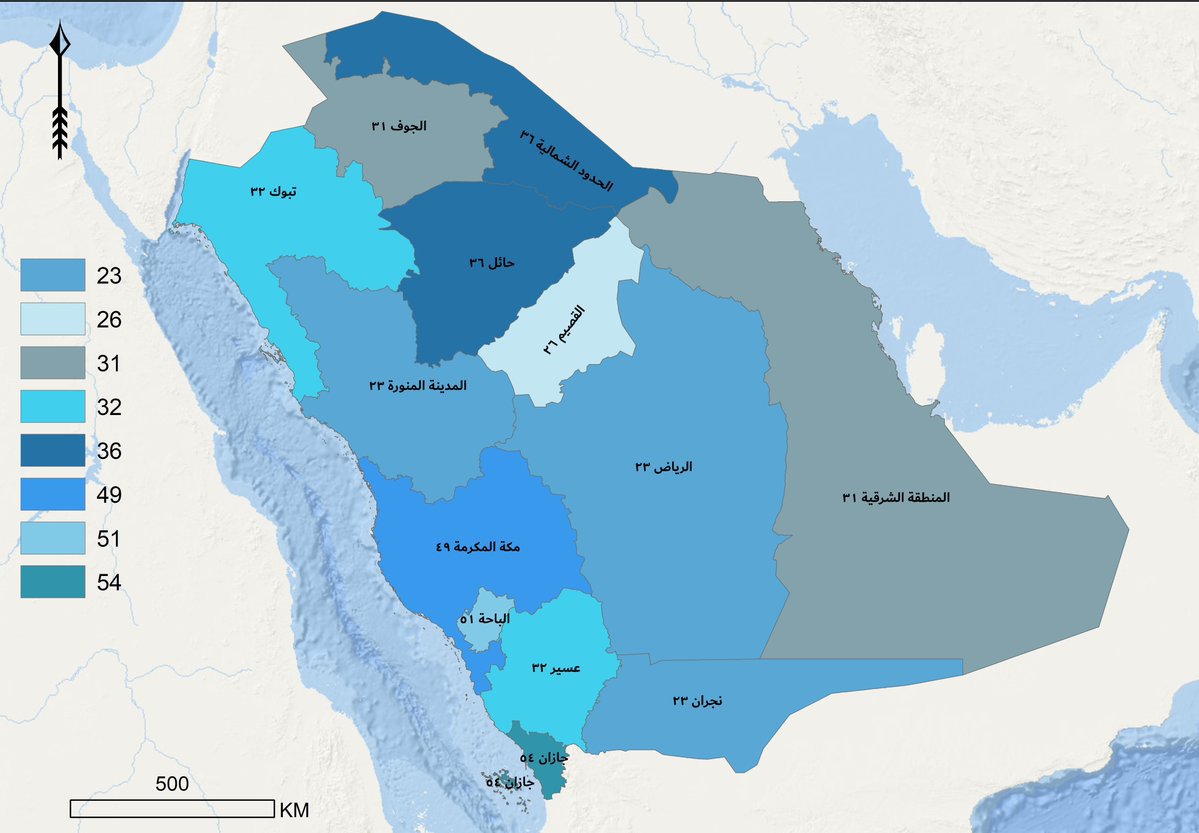 الجوف ٣١
الحدود الشمالية ٣٦
تبوك ٣٢
حائل ٣٦
القصيم ٢٦
المدينة المنورة ٢٣
الرياض ٢٣
المنطقة الشرقية ٣١
مكة المكرمة ٤٩
الباحة ٥١
عسير ٣٢
نجران ٢٣
جازان ٥٤
جازان ٥٤
23
26
31
32
36
49
51
54
500
KM